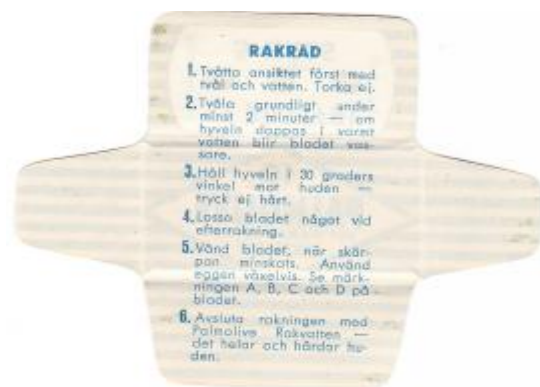 RAKRÅD
1. Tvätta ansiktet först med
tvål och vatten. Torka ej.
2. Tvåla grundligt under
minst 2 minuter — om
hyveln doppas i varmt
vatten blir bladet vas-
sare.
3. Håll hyveln i 30 graders
vinkel mot huden —
tryck ej hårt.
4. Lossa bladet något vid
efterrakning.
5. Vänd bladet, när skär-
pan minskats. Använd
eggen växelvis. Se märk-
ningen A, B, C och D på
bladet.
6. Avsluta rakningen med
Palmolive Rakvatten —
det helar och härdar hu-
den.